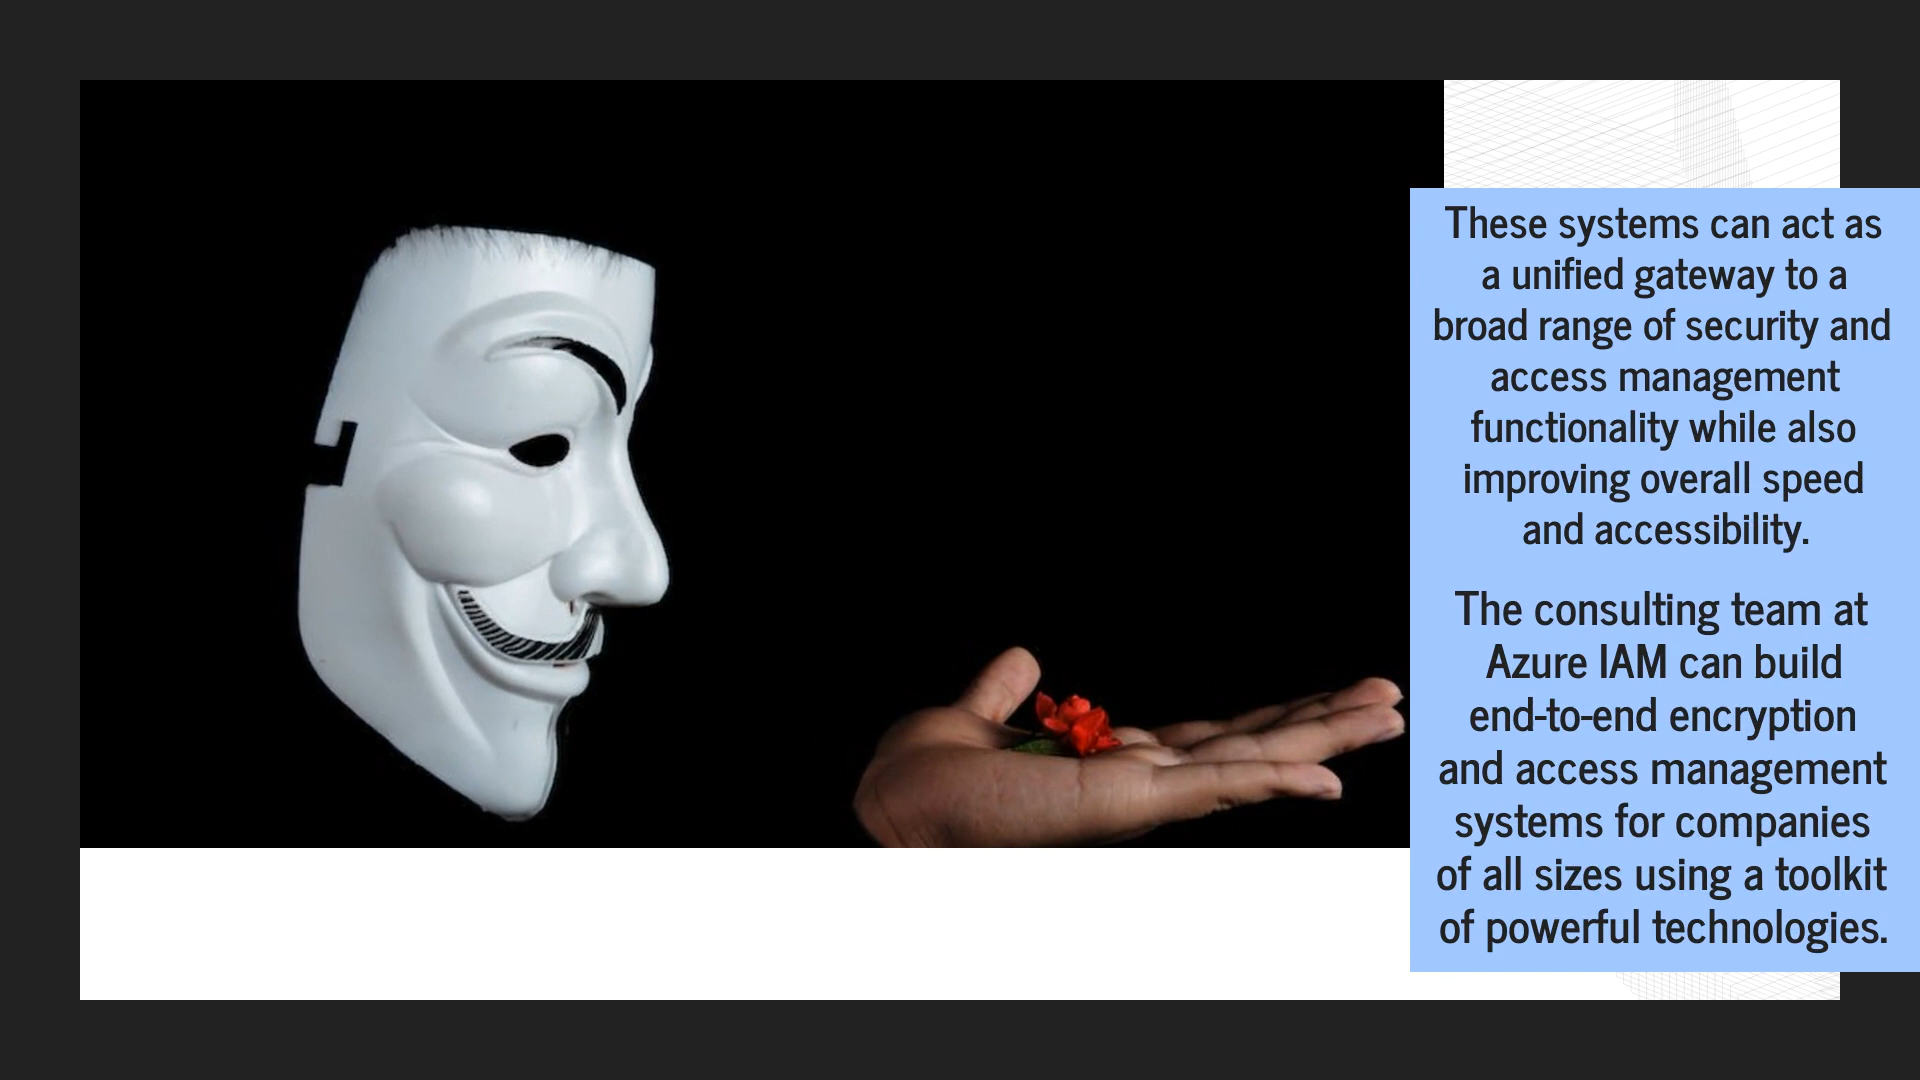 These systems can act as
a unified gateway to a
broad range of security and
access management
functionality while also
improving overall speed
and accessibility.
The consulting team at
Azure IAM can build
end-to-end encryption
and access management
systems for companies
of all sizes using a toolkit
of powerful technologies.